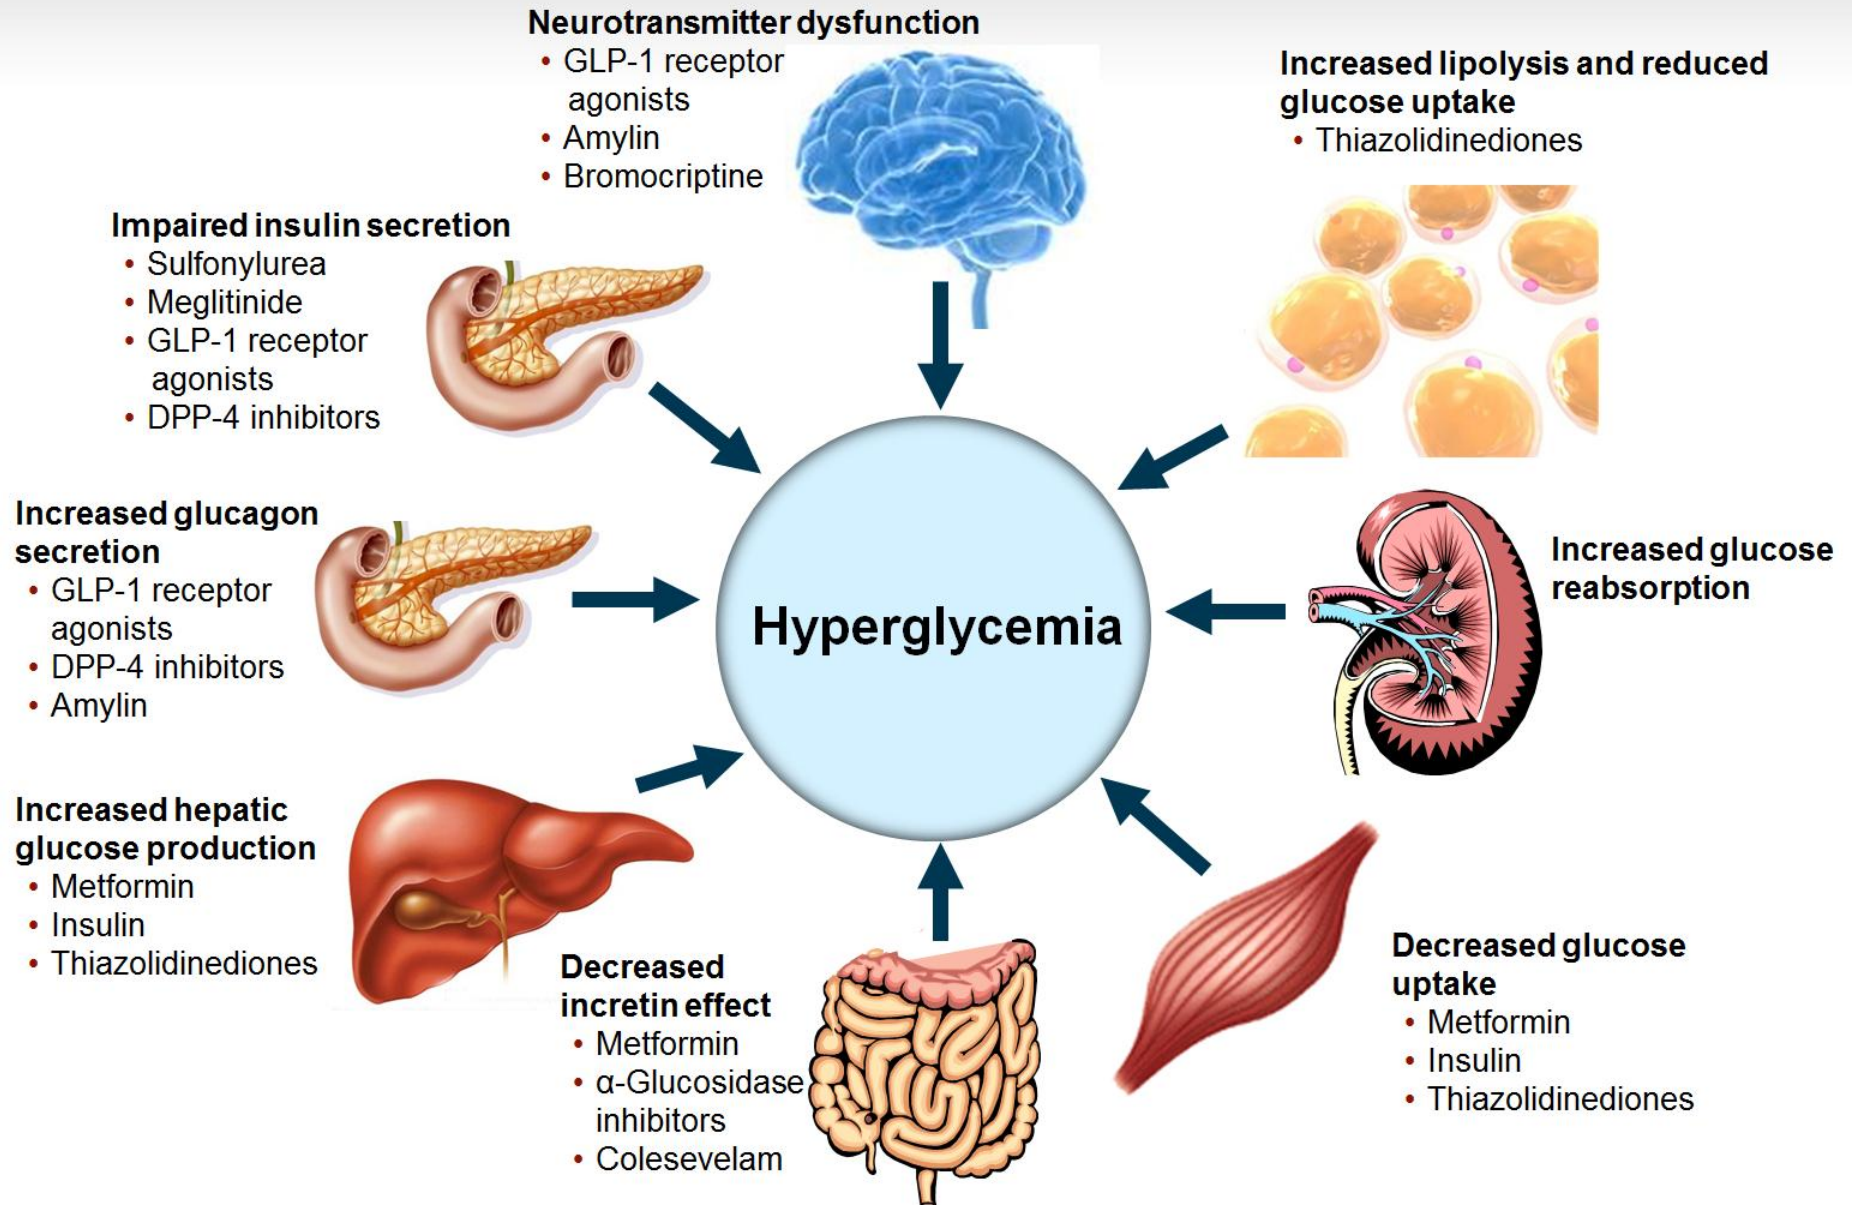 Neurotransmitter dysfunction
• GLP-1 receptor
agonists
• Amylin
• Bromocriptine
Increased lipolysis and reduced
glucose uptake
• Thiazolidinediones
Impaired insulin secretion
• Sulfonylurea
• Meglitinide
• GLP-1 receptor
agonists
• DPP-4 inhibitors
Increased glucagon
secretion
• GLP-1 receptor
agonists
• DPP-4 inhibitors
• Amylin
Hyperglycemia
Increased glucose
reabsorption
Increased hepatic
glucose production
• Metformin
• Insulin
• Thiazolidinediones
Decreased
incretin effect
• Metformin
• α-Glucosidase
inhibitors
• Colesevelam
Decreased glucose
uptake
• Metformin
• Insulin
• Thiazolidinediones